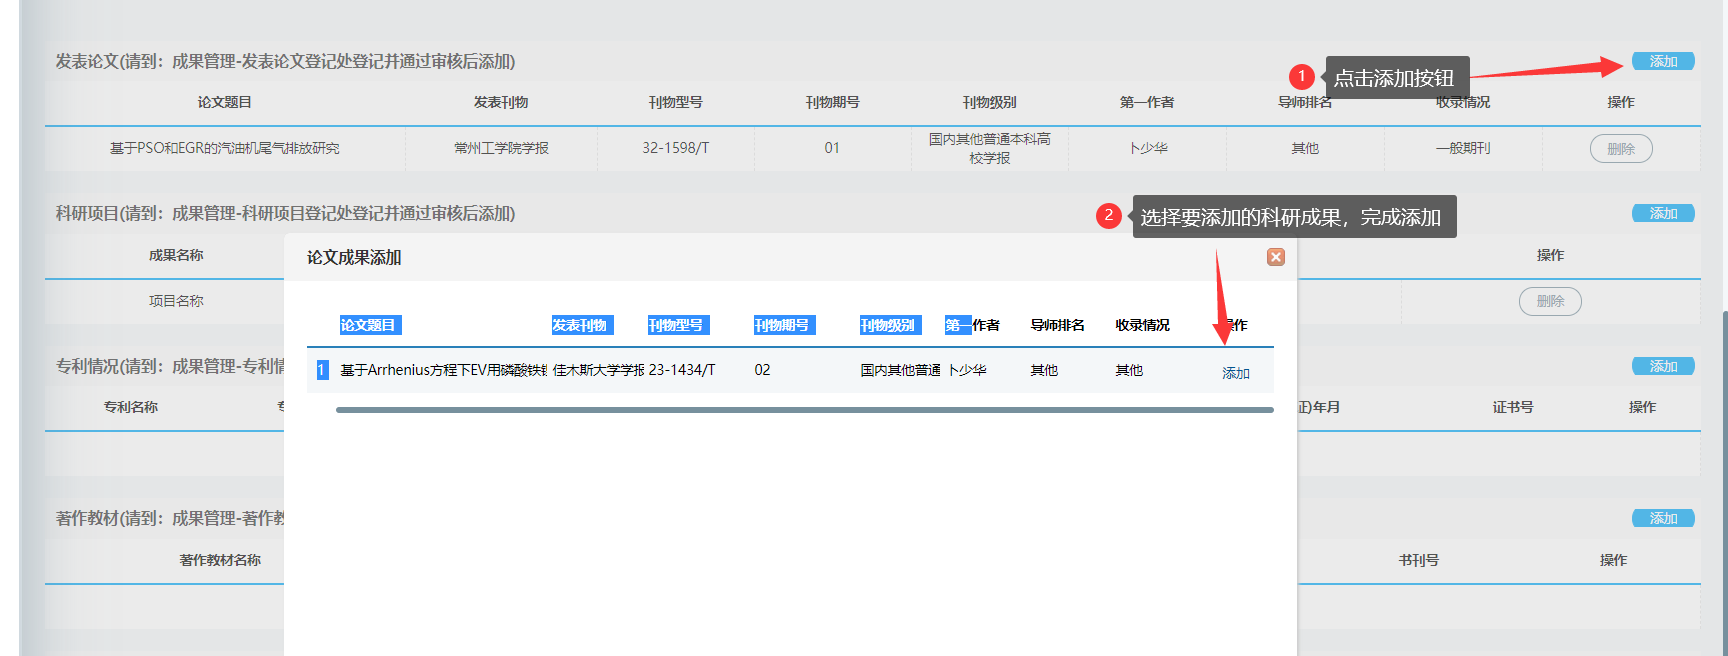 发表论文(请到：成果管理-发表论文登记处登记并通过审核后添加)
添加
1 点击添加按钮
论文题目 发表刊物 刊物型号 刊物期号 刊物级别 第一作者 导师排名 收录情况 操作
基于PSO和EGR的汽油机尾气排放研究 常州工学院学报 32-1598/T 01 国内其他普通本科高校学报 卜少华 其他 一般期刊 删除
科研项目(请到：成果管理-科研项目登记处登记并通过审核后添加)
添加
2 选择要添加的科研成果，完成添加
成果名称 操作
项目名称 删除
论文成果添加
论文题目 发表刊物 刊物型号 刊物期号 刊物级别 第一作者 导师排名 收录情况 操作
1 基于Arrhenius方程下EV用磷酸铁 佳木斯大学学报 23-1434/T 02 国内其他普通 卜少华 其他 其他 添加
专利情况(请到：成果管理-专利情
添加
专利名称 证)年月 证书号 操作
著作教材(请到：成果管理-著作教
添加
著作教材名称 书刊号 操作